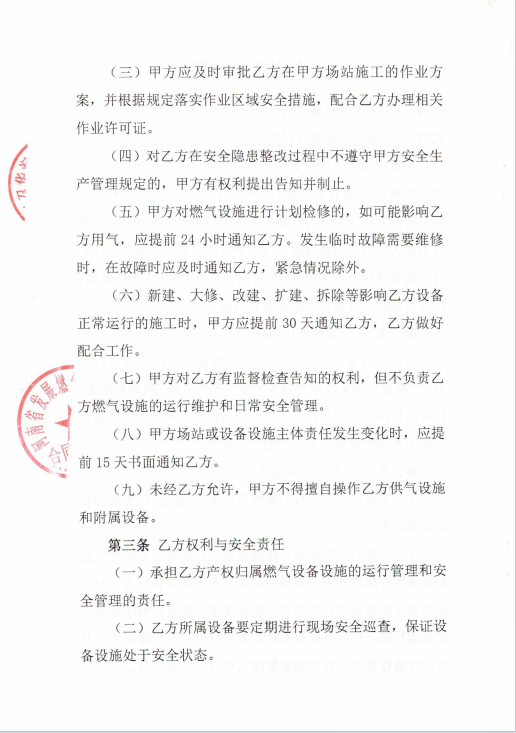 （三）甲方应及时审批乙方在甲方场站施工的作业方
案，并根据规定落实作业区域安全措施，配合乙方办理相关
作业许可证。
（四）对乙方在安全隐患整改过程中不遵守甲方安全生
产管理规定的，甲方有权利提出告知并制止。
（五）甲方对燃气设施进行计划检修的，如可能影响乙
方用气，应提前 24 小时通知乙方。发生临时故障需要维修
时，在故障时应及时通知乙方，紧急情况除外。
（六）新建、大修、改建、扩建、拆除等影响乙方设备
正常运行的施工时，甲方应提前 30 天通知乙方，乙方做好
配合工作。
（七）甲方对乙方有监督检查告知的权利，但不负责乙
方燃气设施的运行维护和日常安全管理。
（八）甲方场站或设备设施主体责任发生变化时，应提
前 15 天书面通知乙方。
（九）未经乙方允许，甲方不得擅自操作乙方供气设施
和附属设备。
第三条 乙方权利与安全责任
（一）承担乙方产权归属燃气设备设施的运行管理和安
全管理的责任。
（二）乙方所属设备要定期进行现场安全巡查，保证设
备设施处于安全状态。
河南省发展燃
合同